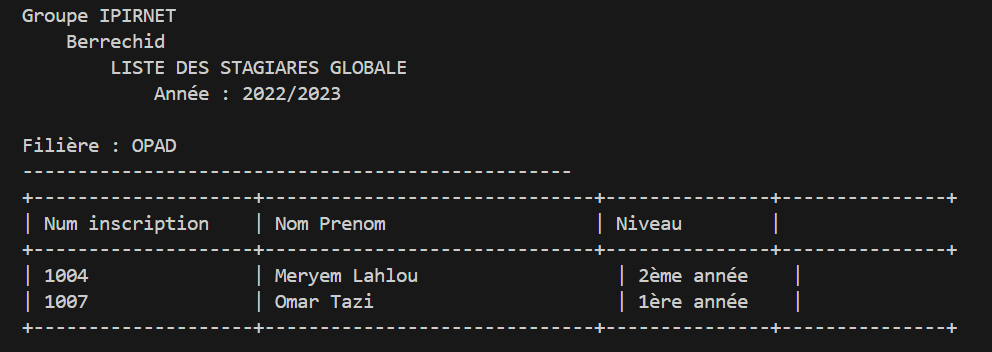 Groupe IPIRNET
Berrechid
LISTE DES STAGIARES GLOBALE
Année : 2022/2023
Filière : OPAD
--------------------------------------------------
+--------------------+------------------------------+---------------+---------------+
| Num inscription    | Nom Prenom                   | Niveau        |
+--------------------+------------------------------+---------------+---------------+
| 1004               | Meryem Lahlou                  | 2ème année    |
| 1007               | Omar Tazi                      | 1ère année    |
+--------------------+------------------------------+---------------+---------------+